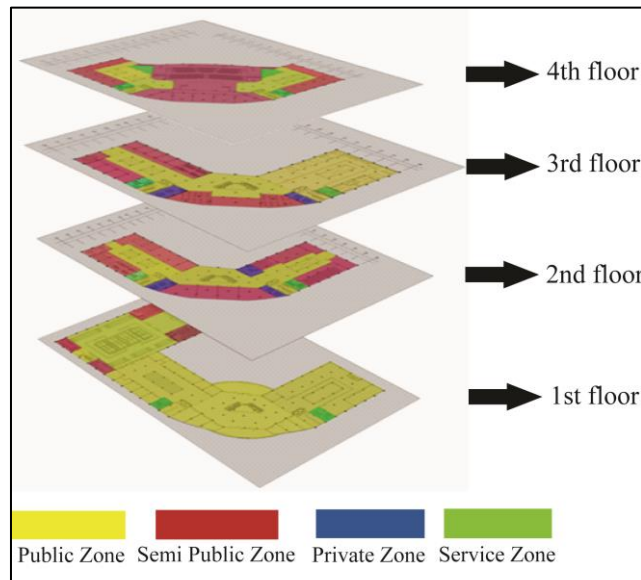 4th floor
3rd floor
2nd floor
1st floor
Public Zone Semi Public Zone Private Zone Service Zone